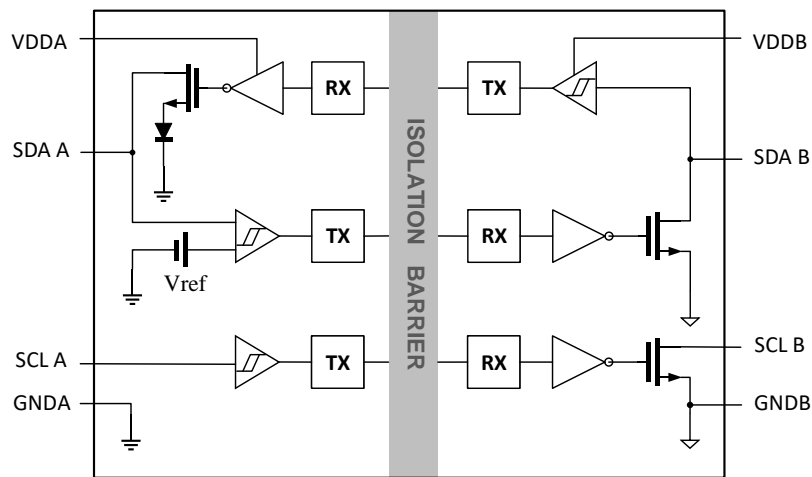 VDDA
VDDB
RX
TX
SDA A
SDA B
ISOLATION BARRIER
TX
RX
Vref
SCL A
TX
RX
SCL B
GNDA
GNDB